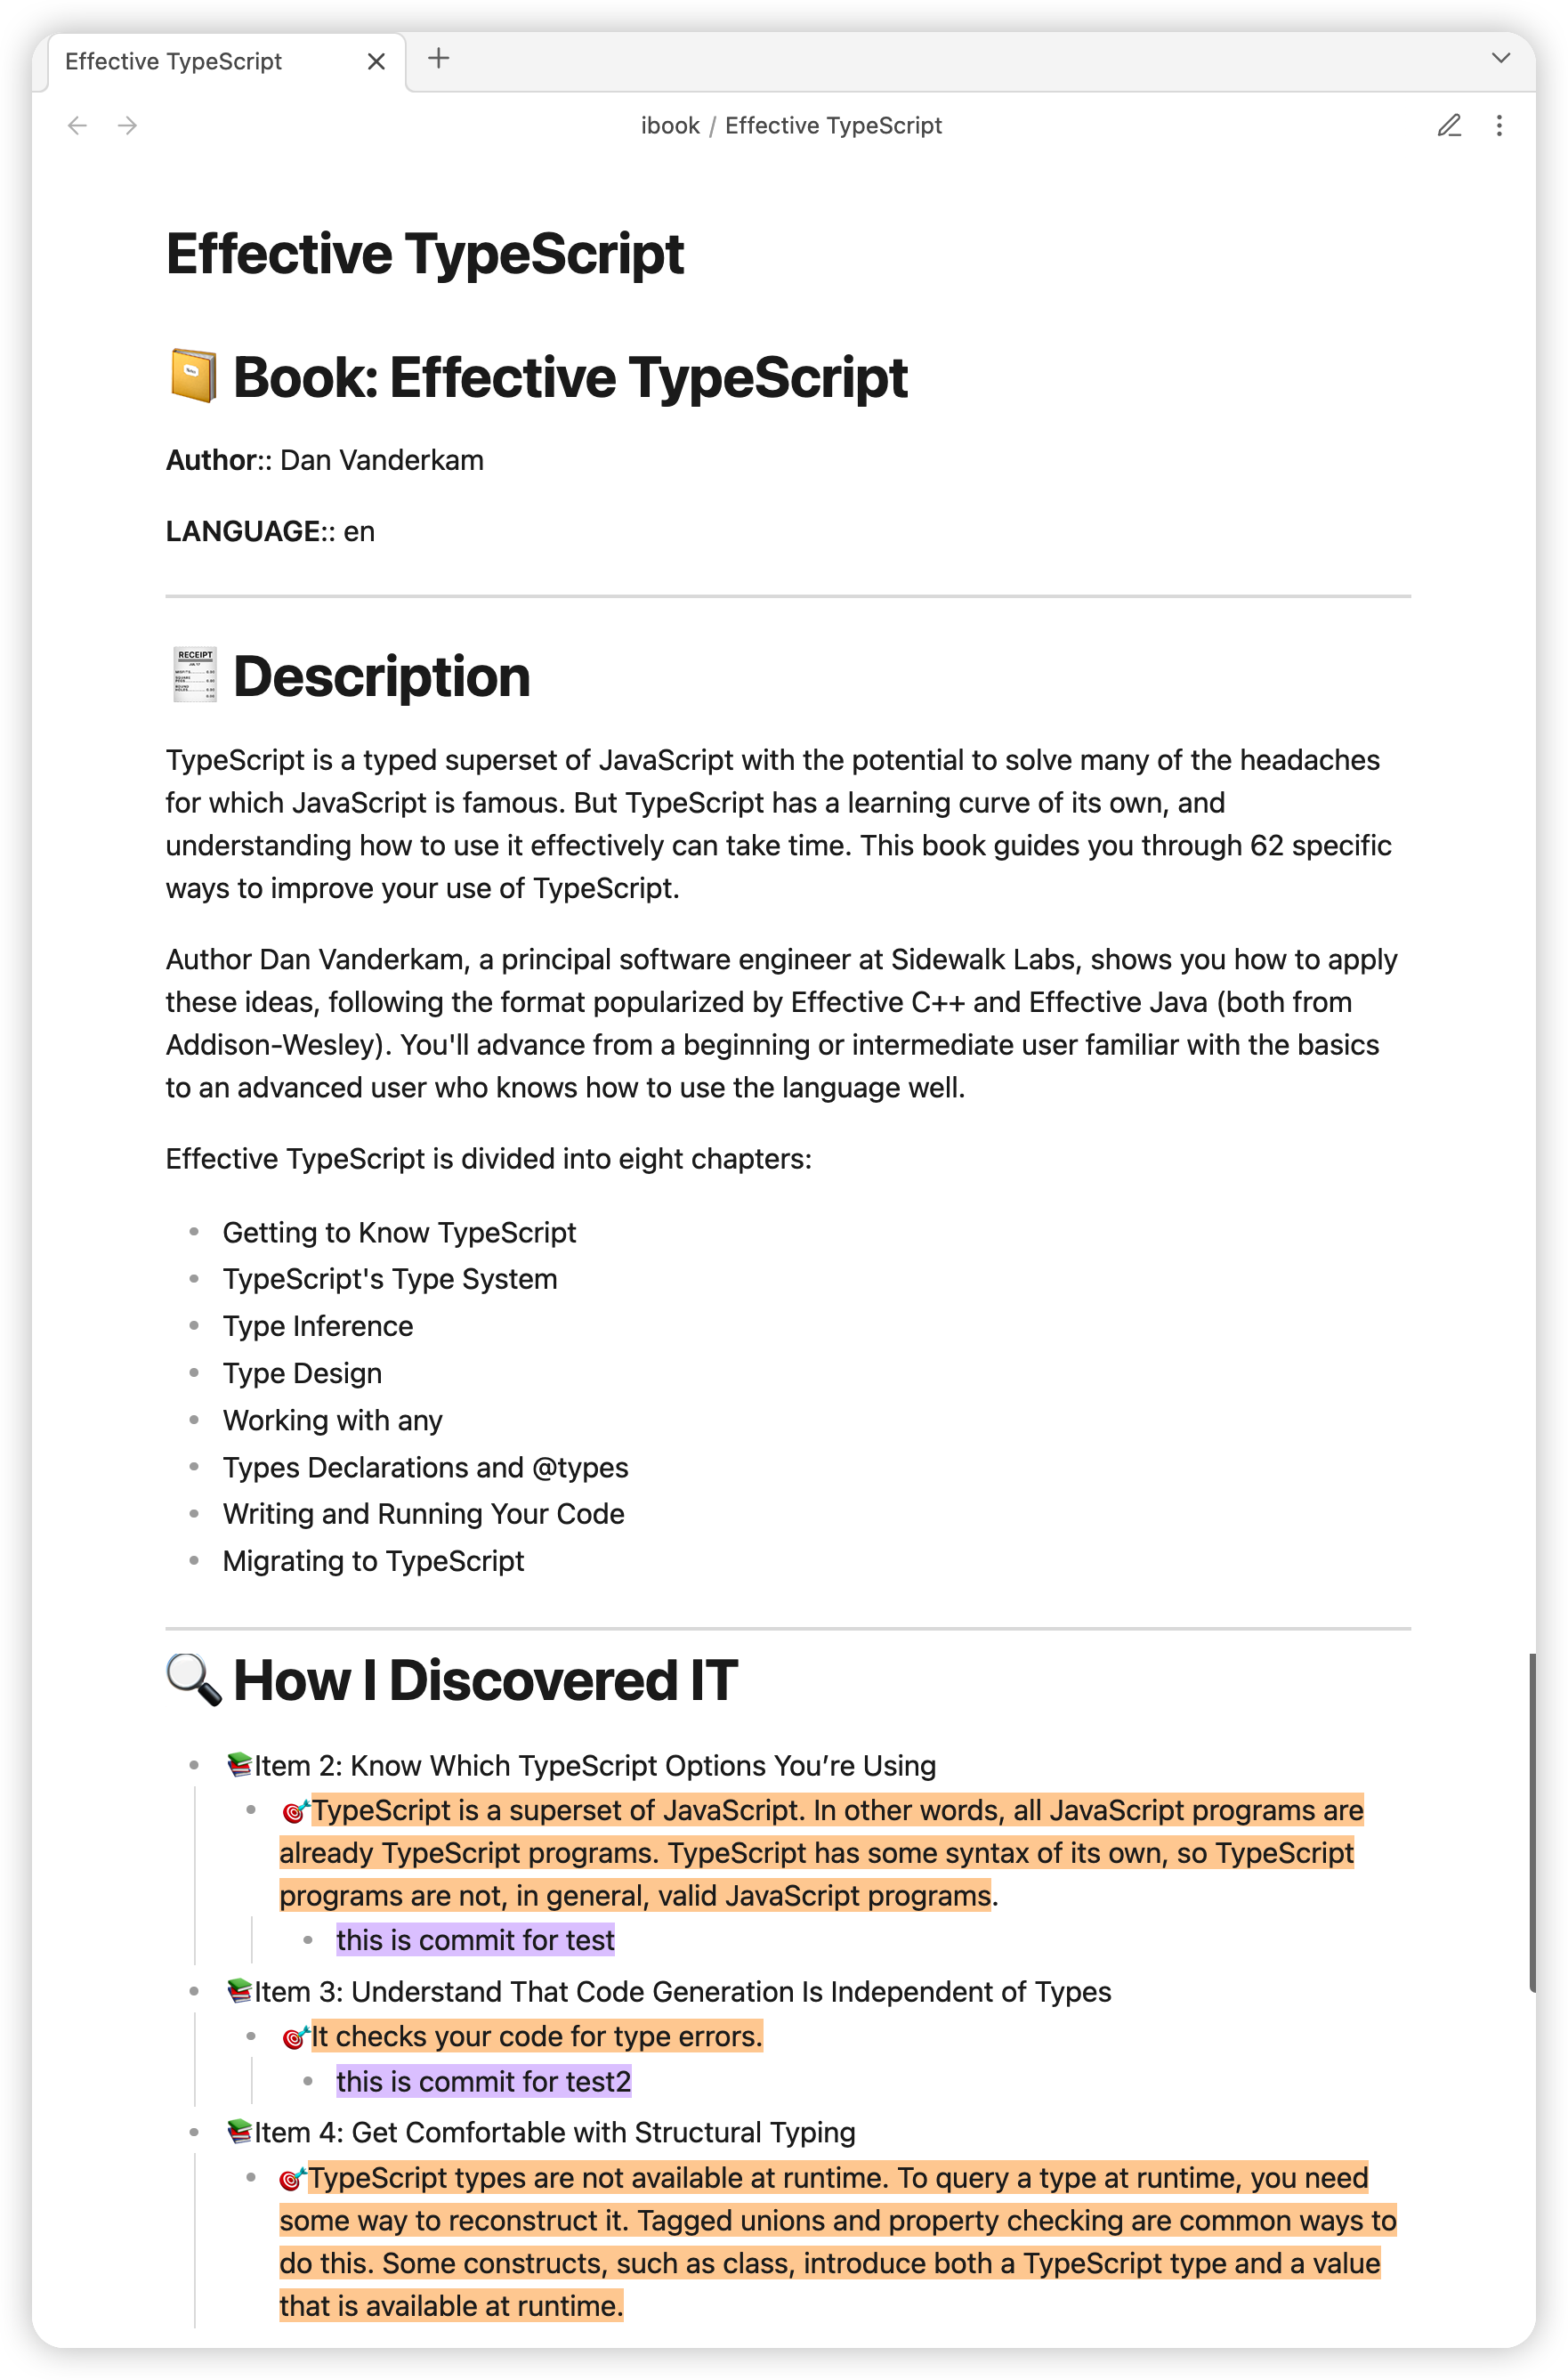 Effective TypeScript
ibook / Effective TypeScript
Effective TypeScript
Book: Effective TypeScript
Author:: Dan Vanderkam
LANGUAGE:: en
RECEIPT
Description
TypeScript is a typed superset of JavaScript with the potential to solve many of the headaches
for which JavaScript is famous. But TypeScript has a learning curve of its own, and
understanding how to use it effectively can take time. This book guides you through 62 specific
ways to improve your use of TypeScript.
Author Dan Vanderkam, a principal software engineer at Sidewalk Labs, shows you how to apply
these ideas, following the format popularized by Effective C++ and Effective Java (both from
Addison-Wesley). You'll advance from a beginning or intermediate user familiar with the basics
to an advanced user who knows how to use the language well.
Effective TypeScript is divided into eight chapters:
Getting to Know TypeScript
TypeScript's Type System
Type Inference
Type Design
Working with any
Types Declarations and @types
Writing and Running Your Code
Migrating to TypeScript
How I Discovered IT
Item 2: Know Which TypeScript Options You’re Using
TypeScript is a superset of JavaScript. In other words, all JavaScript programs are
already TypeScript programs. TypeScript has some syntax of its own, so TypeScript
programs are not, in general, valid JavaScript programs.
this is commit for test
Item 3: Understand That Code Generation Is Independent of Types
It checks your code for type errors.
this is commit for test2
Item 4: Get Comfortable with Structural Typing
TypeScript types are not available at runtime. To query a type at runtime, you need
some way to reconstruct it. Tagged unions and property checking are common ways to
do this. Some constructs, such as class, introduce both a TypeScript type and a value
that is available at runtime.